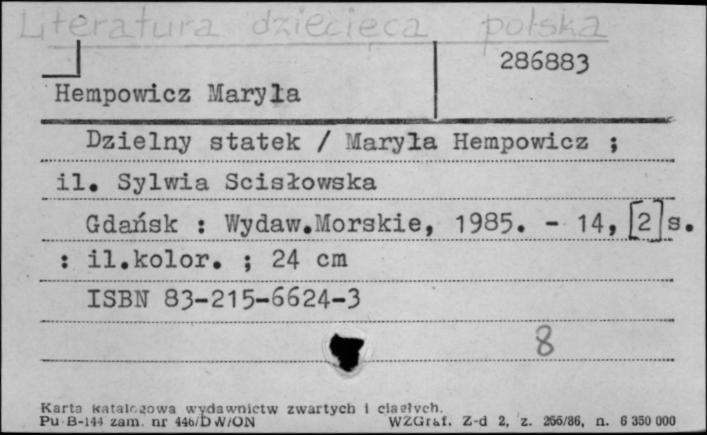 Literatura dziecięca polska
286883
Hempowicz Maryla
Dzielny statek / Maryla Hempowicz ;
il. Sylwia Scisłowska
Gdańsk : Wydaw.Morskie, 1985. - 14, [2] s.
: il.kolor. ; 24 cm
ISBN 83-215-6624-3
8
Karta katalogowa wydawnictw zwartych i ciągłych.
Pu-B-144 zam. nr 446/DW/ON WZGraf. Z-d 2, z. 266/86, n. 6 350 000